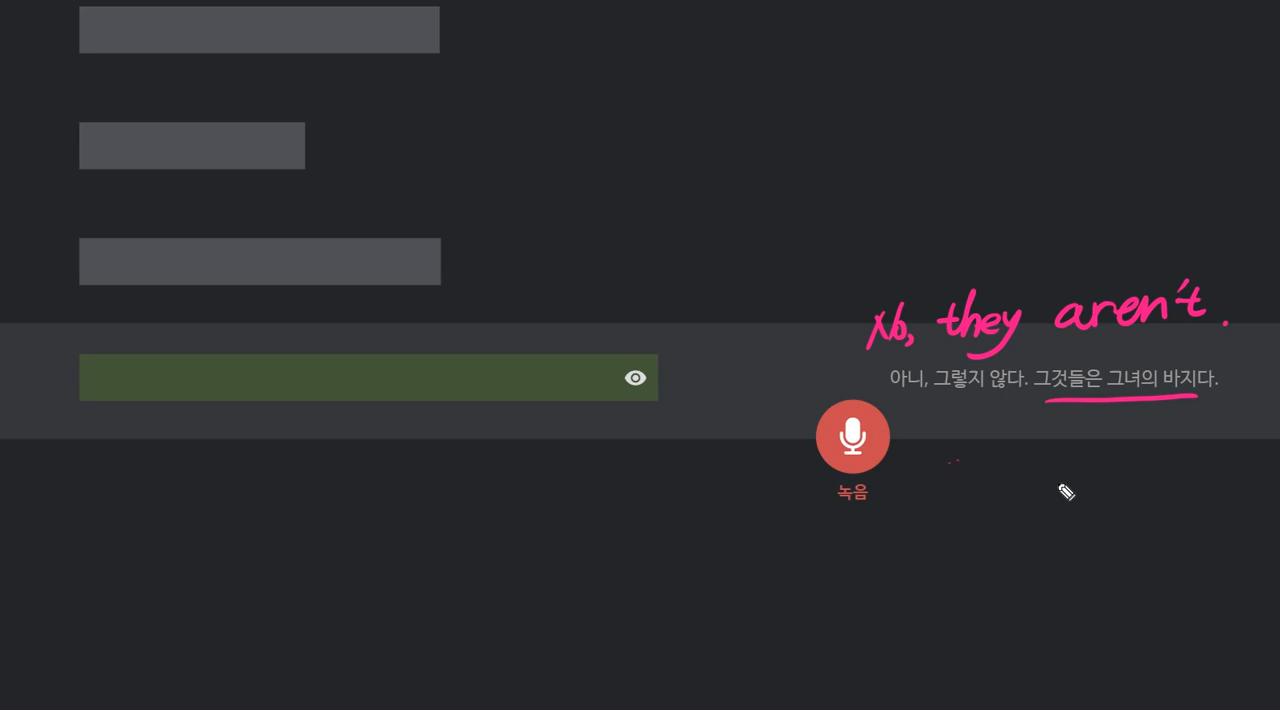 No, they aren't.
아니, 그렇지 않다. 그것들은 그녀의 바지다.
녹음